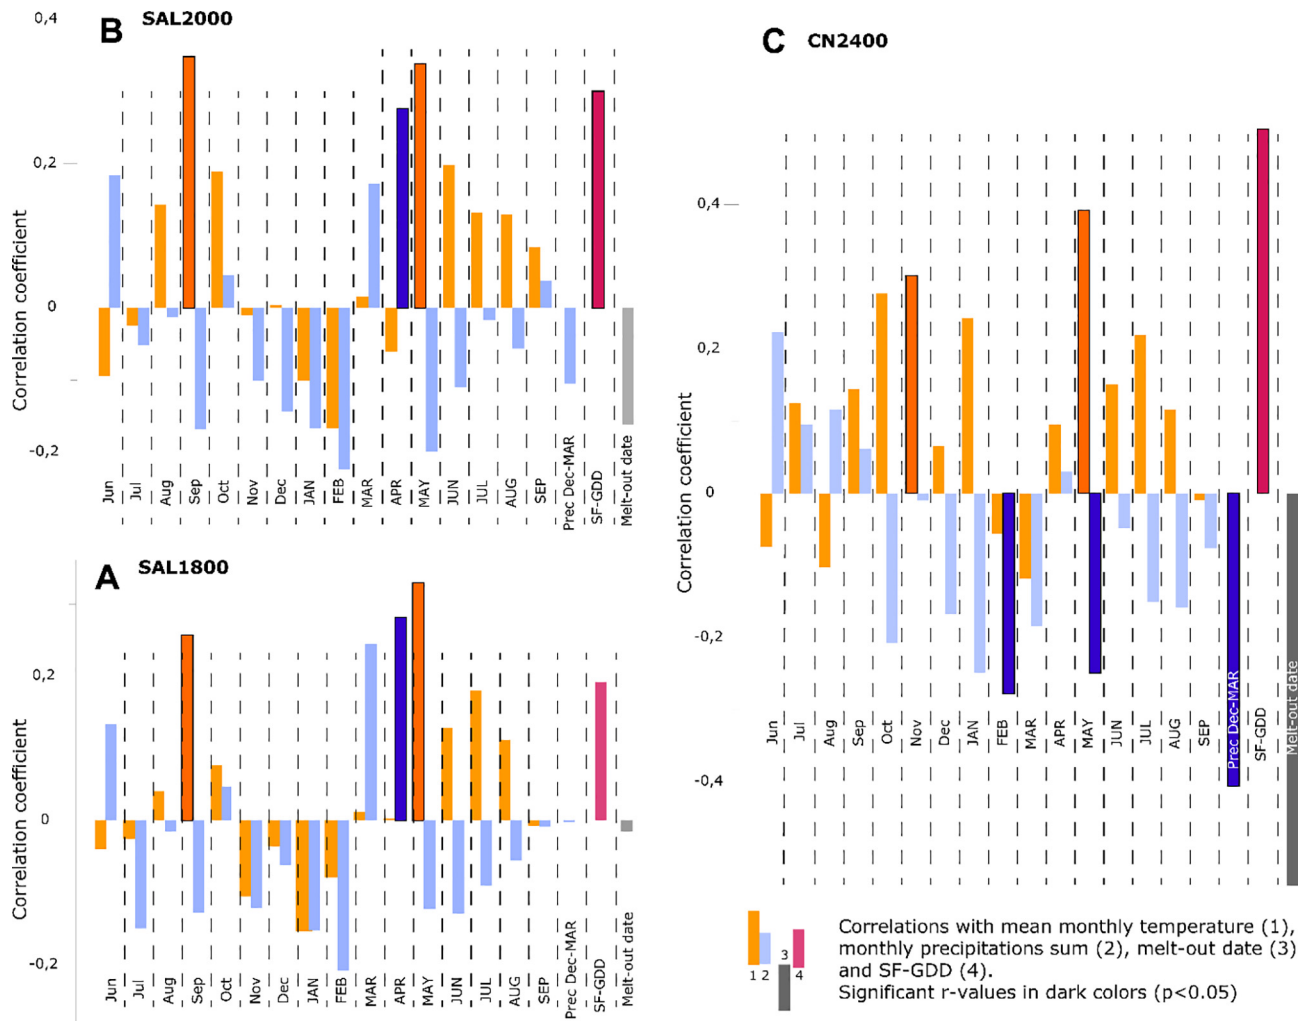 B SAL2000
0,4
0,2
0
-0,2
Correlation coefficient
Jun
Jul
Aug
Sep
Oct
Nov
Dec
JAN
FEB
MAR
APR
MAY
JUN
JUL
AUG
SEP
Prec Dec-MAR
SF-GDD
Melt-out date
A SAL1800
0,2
0
-0,2
Correlation coefficient
Jun
Jul
Aug
Sep
Oct
Nov
Dec
JAN
FEB
MAR
APR
MAY
JUN
JUL
AUG
SEP
Prec Dec-MAR
SF-GDD
Melt-out date
C CN2400
0,4
0,2
0
-0,2
-0,4
Correlation coefficient
Jun
Jul
Aug
Sep
Oct
Nov
Dec
JAN
FEB
MAR
APR
MAY
JUN
JUL
AUG
SEP
Prec Dec-MAR
SF-GDD
Melt-out date
1 2 3 4
Correlations with mean monthly temperature (1),
monthly precipitations sum (2), melt-out date (3)
and SF-GDD (4).
Significant r-values in dark colors (p<0.05)